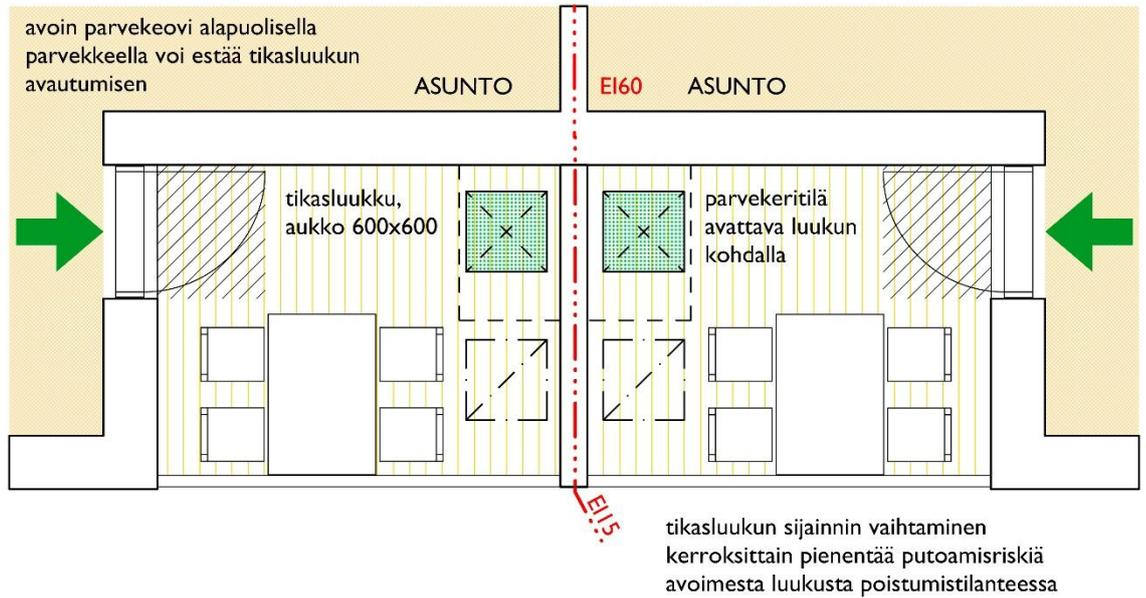 avoin parvekeovi alapuolisella
parvekkeella voi estää tikasluukun
avautumisen
ASUNTO
EI60
ASUNTO
tikasluukku,
aukko 600x600
parvekeritilä
avattava luukun
kohdalla
EI15
tikasluukun sijainnin vaihtaminen
kerroksittain pienentää putoamisriskiä
avoimesta luukusta poistumistilanteessa